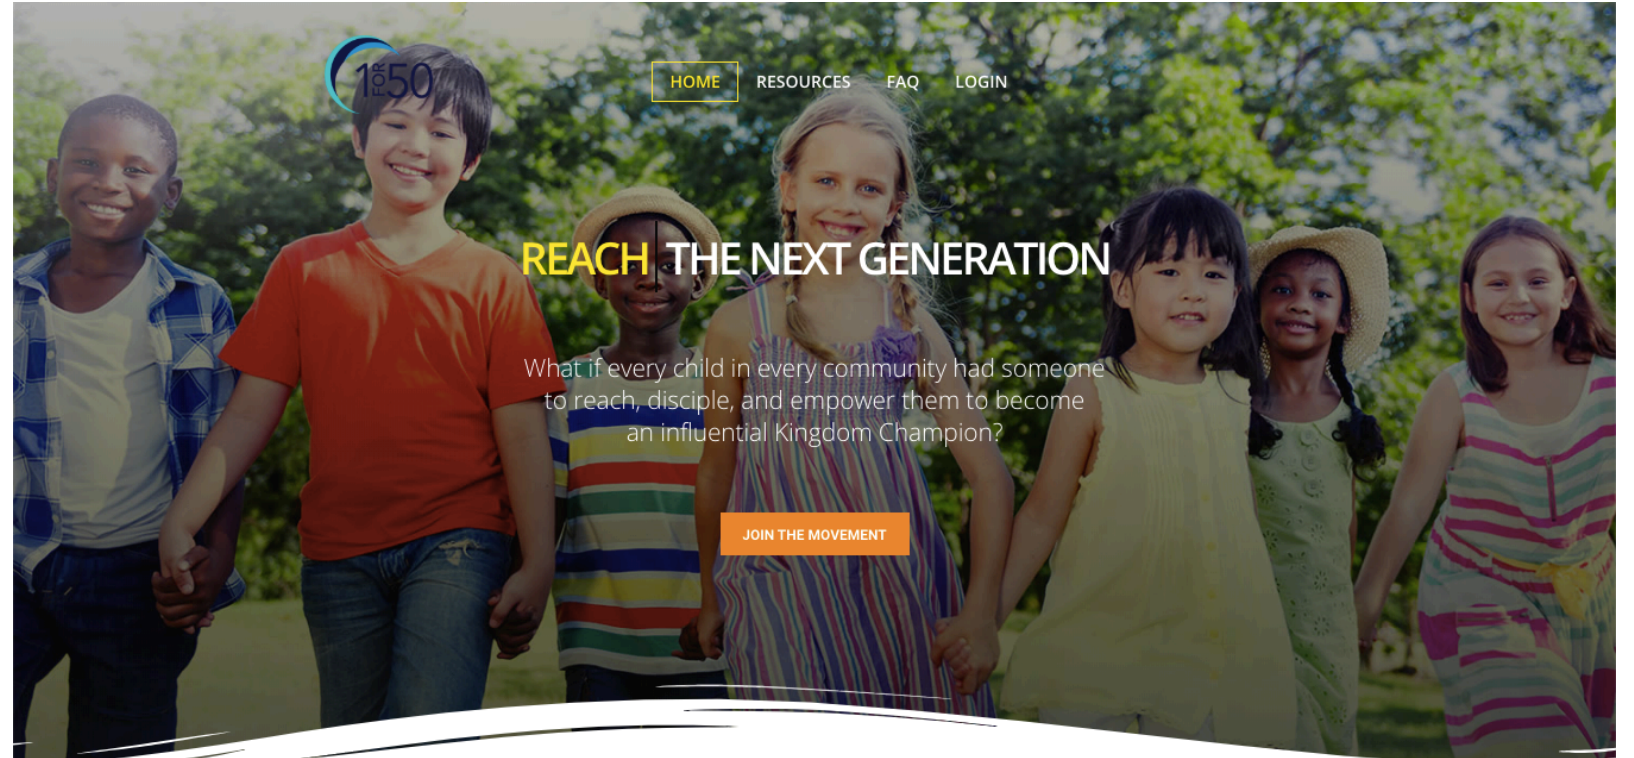 1 FOR 50
HOME RESOURCES FAQ LOGIN
REACH THE NEXT GENERATION
What if every child in every community had someone
to reach, disciple, and empower them to become
an influential Kingdom Champion?
JOIN THE MOVEMENT